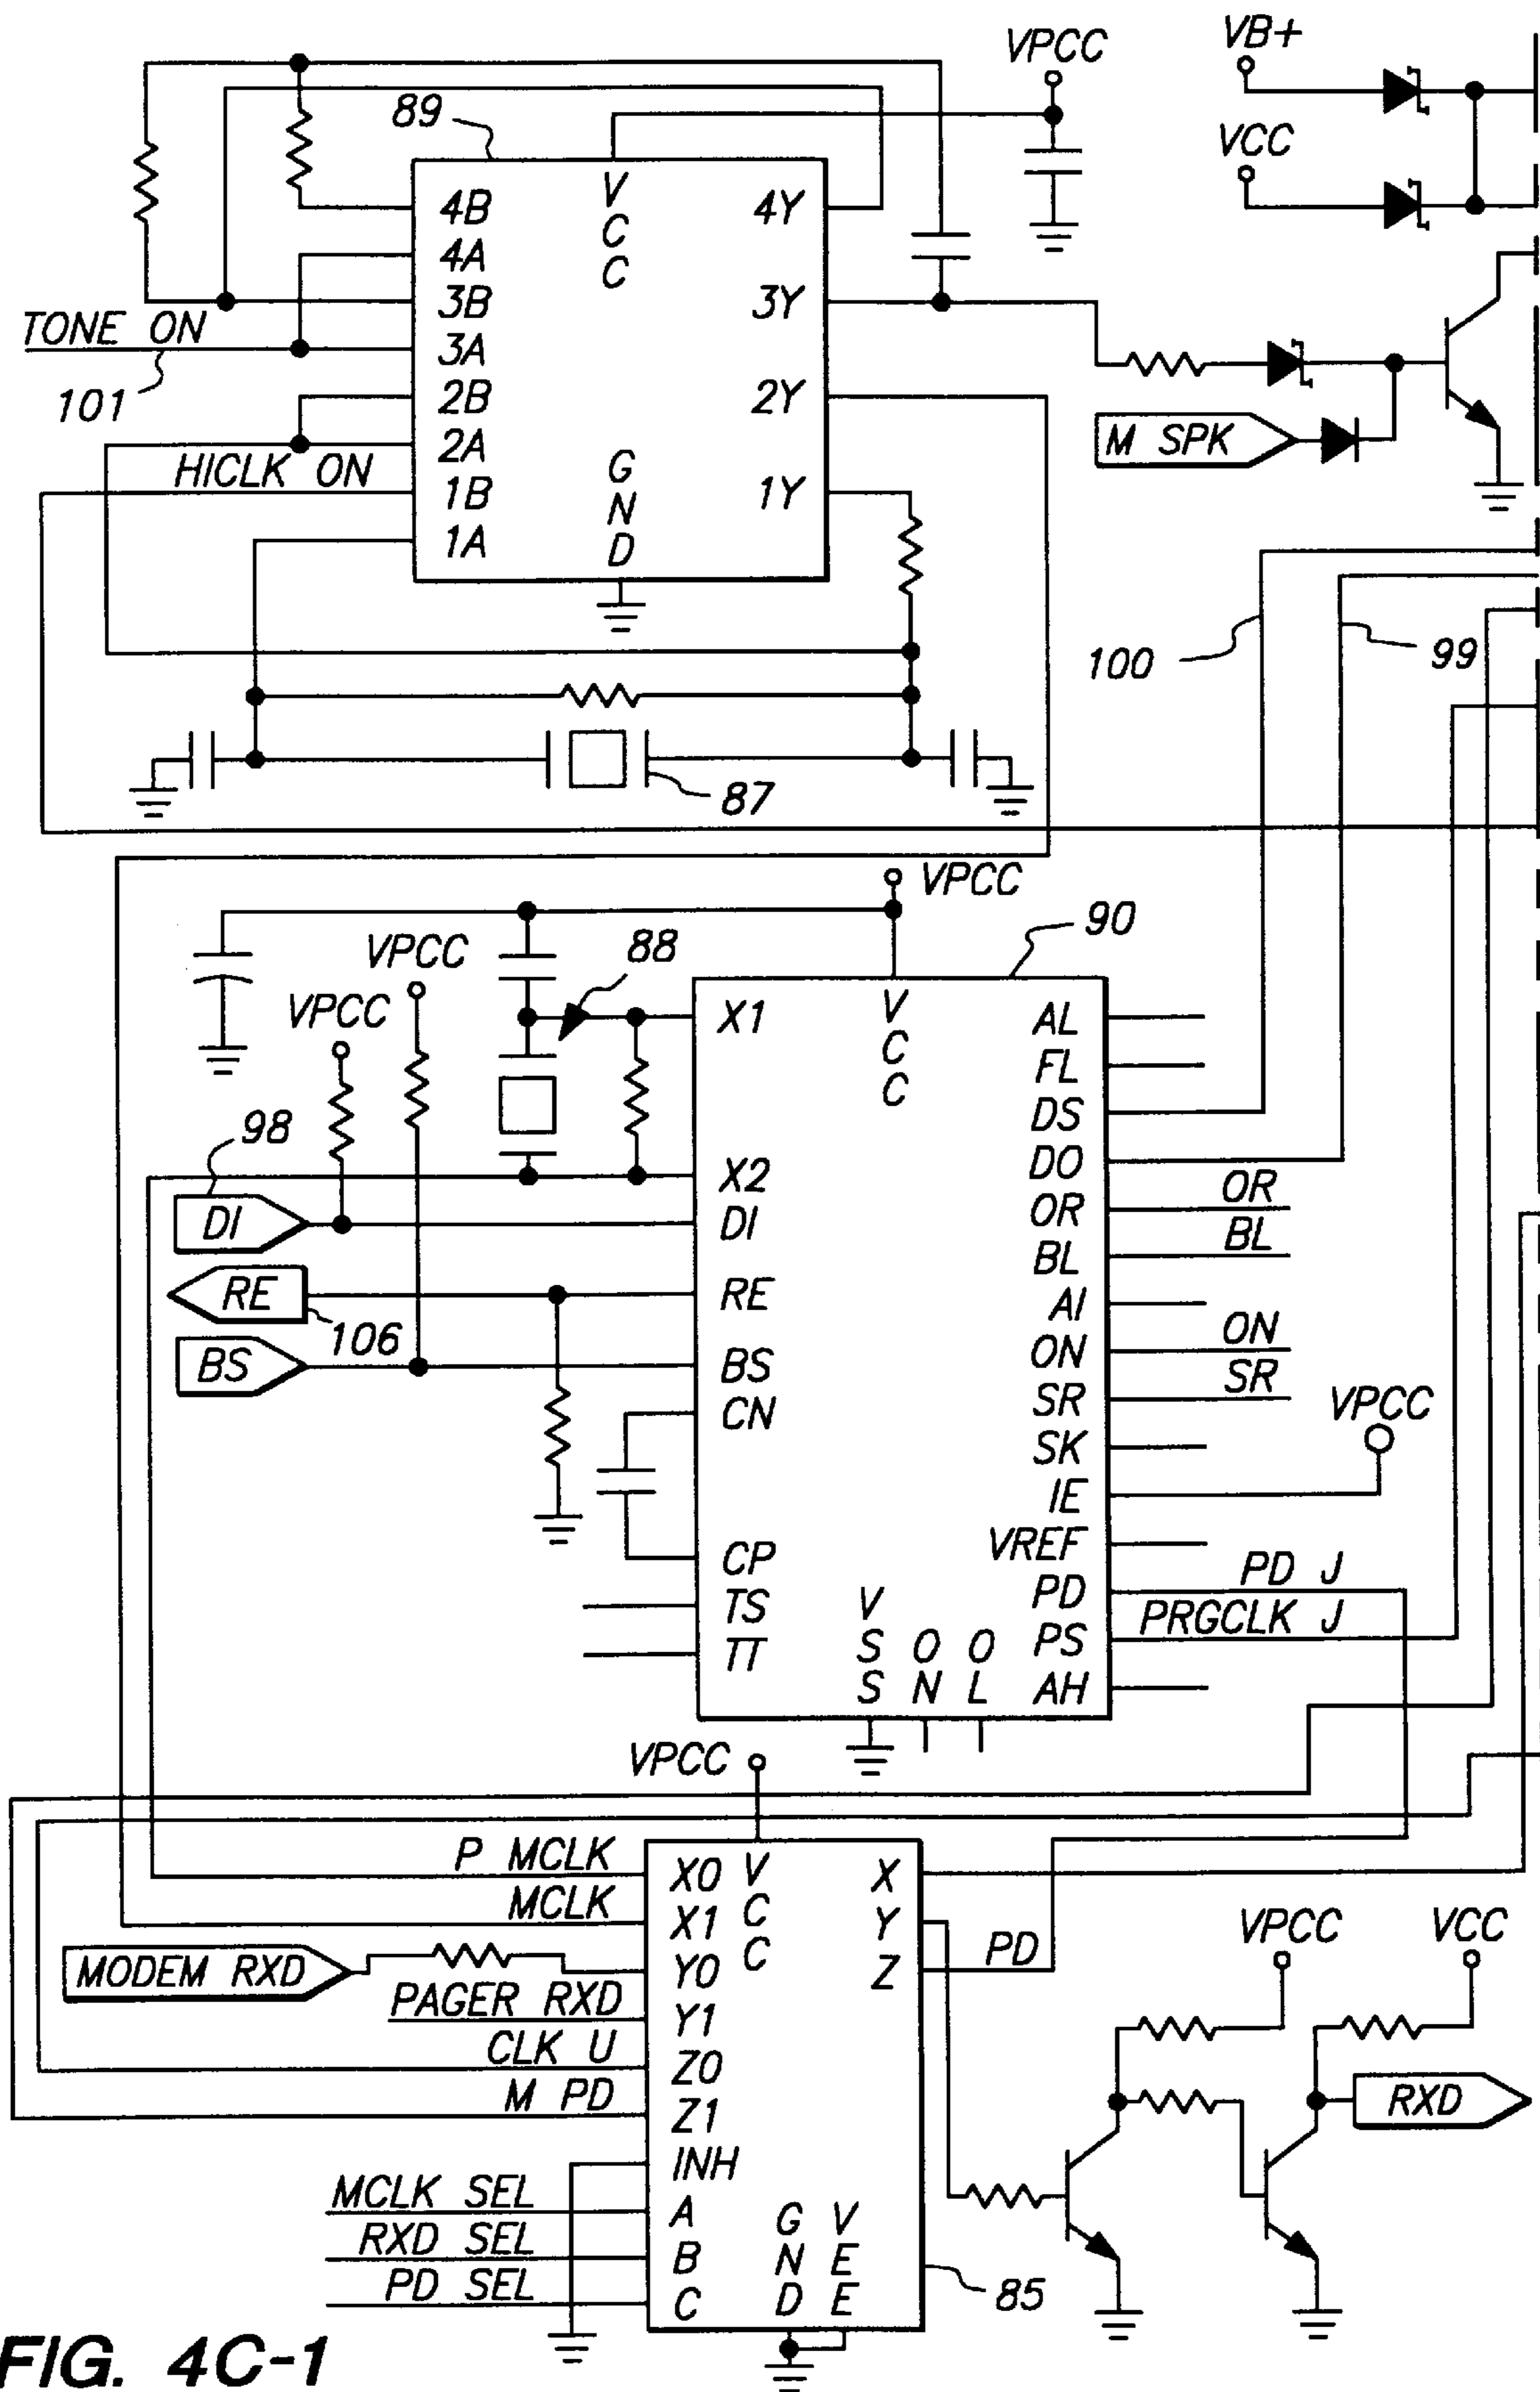 VPCC
VB+
89
VCC
4B
4A
3B
3A
2B
2A
1B
1A
V
C
C
G
N
D
4Y
3Y
2Y
1Y
TONE ON
101
HICLK ON
M SPK
100
99
87
VPCC
90
VPCC
88
VPCC
98
DI
RE
106
BS
X1
X2
DI
RE
BS
CN
CP
TS
TT
V
C
C
V
S
S
O
N
O
L
AL
FL
DS
DO
OR
BL
AI
ON
SR
SK
IE
VREF
PD
PS
AH
OR
BL
ON
SR
VPCC
PD J
PRGCLK J
VPCC
P MCLK
MCLK
MODEM RXD
PAGER RXD
CLK U
M PD
MCLK SEL
RXD SEL
PD SEL
X0
X1
Y0
Y1
Z0
Z1
INH
A
B
C
V
C
C
G
N
D
V
E
E
X
Y
Z
PD
VPCC
VCC
RXD
85
FIG. 4C-1